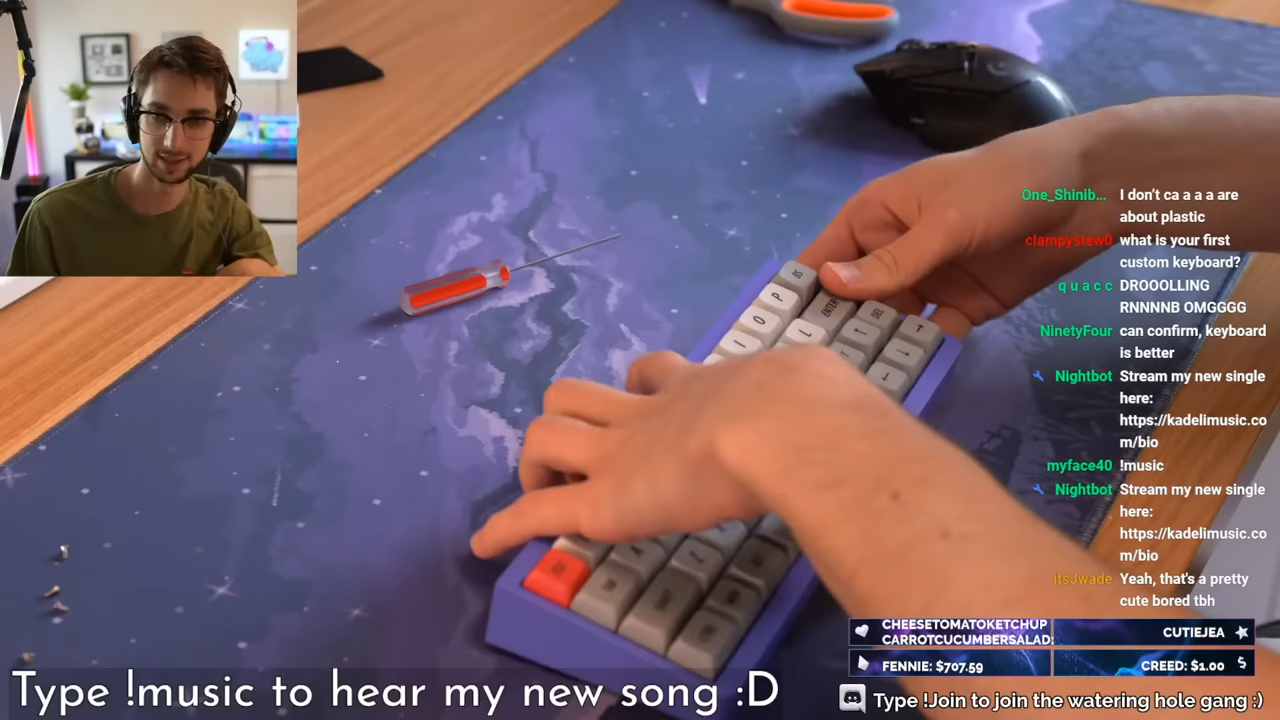 One_Shinib... I don't ca a a a are
about plastic
clampystew0 what is your first
custom keyboard?
q u a c c DROOOLLING
RNNNNB OMGGGG
NinetyFour can confirm, keyboard
is better
Nightbot Stream my new single
here:
https://kadelimusic.co
m/bio
myface40 !music
Nightbot Stream my new single
here:
https://kadelimusic.co
m/bio
itsJwade Yeah, that's a pretty
cute bored tbh
BS
P
O
I
ENTER
DEL
CHEESETOMATOKETCHUP
CARROTCUCUMBERSALAD:
CUTIEJEA
FENNIE: $707.59
CREED: $1.00
Type !music to hear my new song :D
Type !Join to join the watering hole gang :)